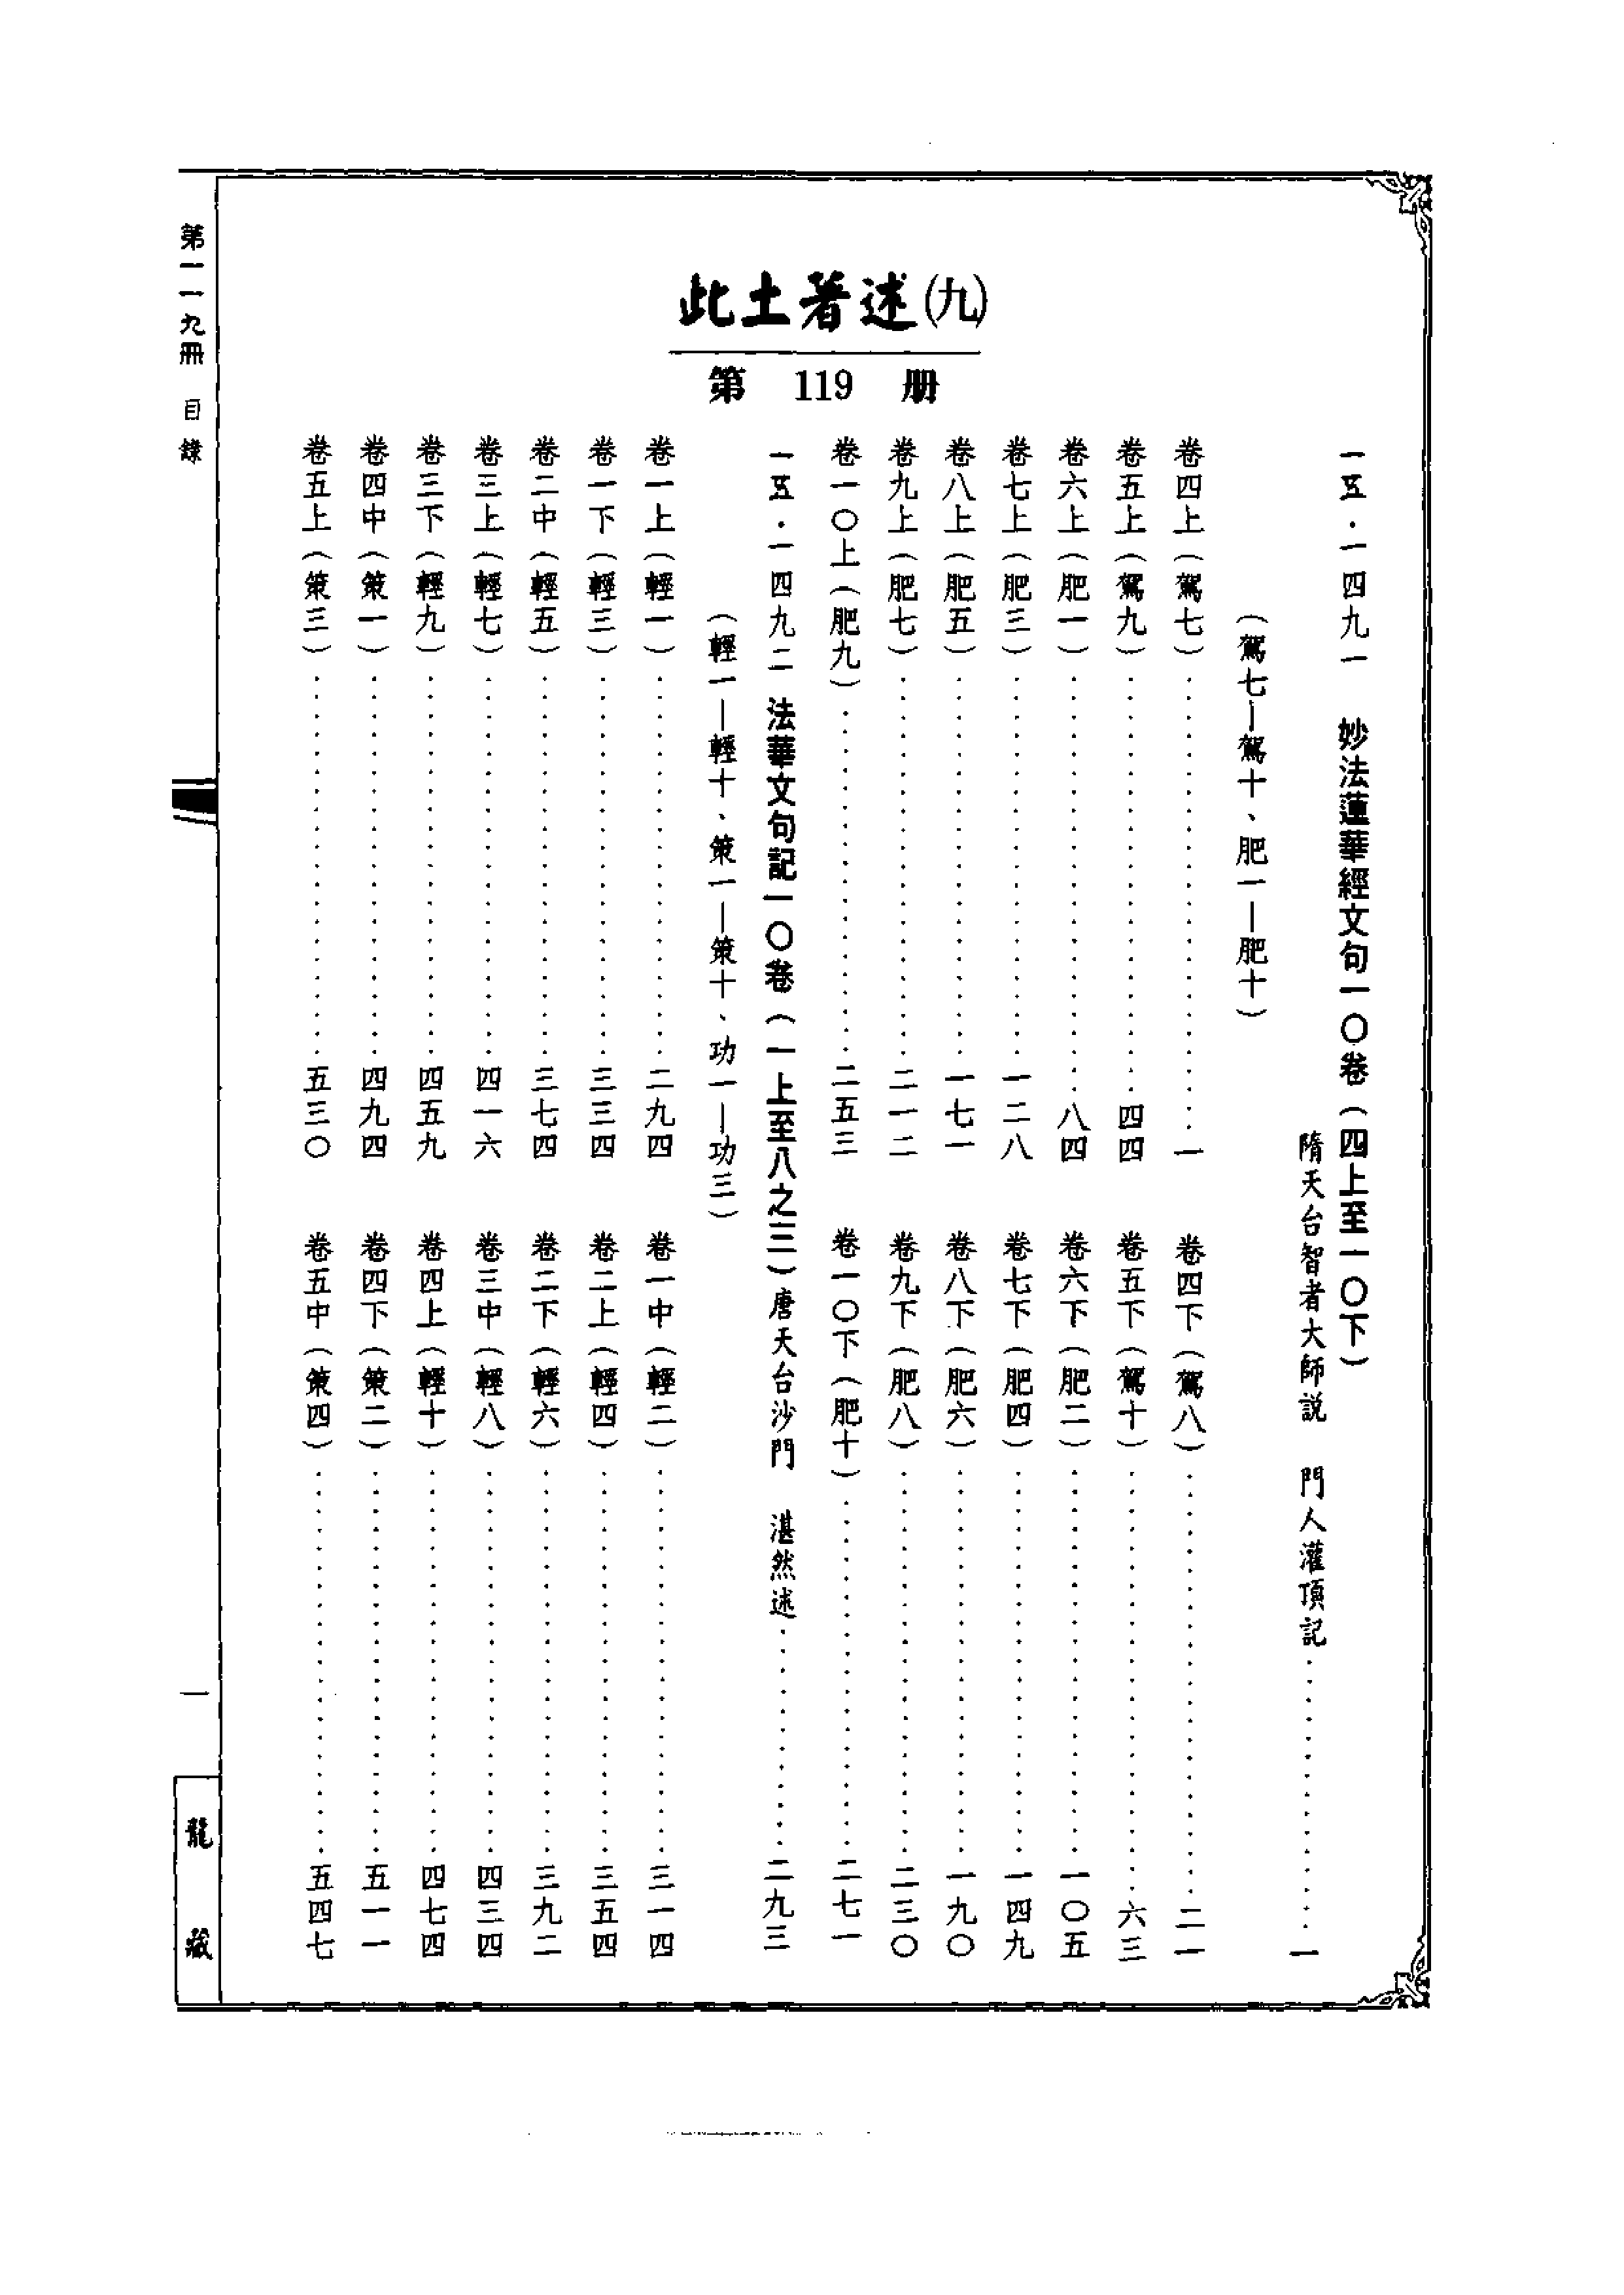 此土著述(九)
第 119 册
一五·一四九一 妙法蓮華經文句一〇卷(四上至一〇下)
隋天台智者大師説 門人灌頂記……一
(駕七—駕十、肥一—肥十)
卷四上(駕七)……一 卷四下(駕八)……二一
卷五上(駕九)……四四 卷五下(駕十)……六三
卷六上(肥一)……八四 卷六下(肥二)……一〇五
卷七上(肥三)……一二八 卷七下(肥四)……一四九
卷八上(肥五)……一七一 卷八下(肥六)……一九〇
卷九上(肥七)……二一二 卷九下(肥八)……二三〇
卷一〇上(肥九)……二五三 卷一〇下(肥十)……二七一
一五·一四九二 法華文句記一〇卷(一上至八之三)唐天台沙門 湛然述……二九三
(輕一—輕十、策一—策十、功一—功三)
卷一上(輕一)……二九四 卷一中(輕二)……三一四
卷一下(輕三)……三三四 卷二上(輕四)……三五四
卷二中(輕五)……三七四 卷二下(輕六)……三九二
卷三上(輕七)……四一六 卷三中(輕八)……四三四
卷三下(輕九)……四五九 卷四上(輕十)……四七四
卷四中(策一)……四九四 卷四下(策二)……五一一
卷五上(策三)……五三〇 卷五中(策四)……五四七
第一一九冊 目錄
一
龍藏